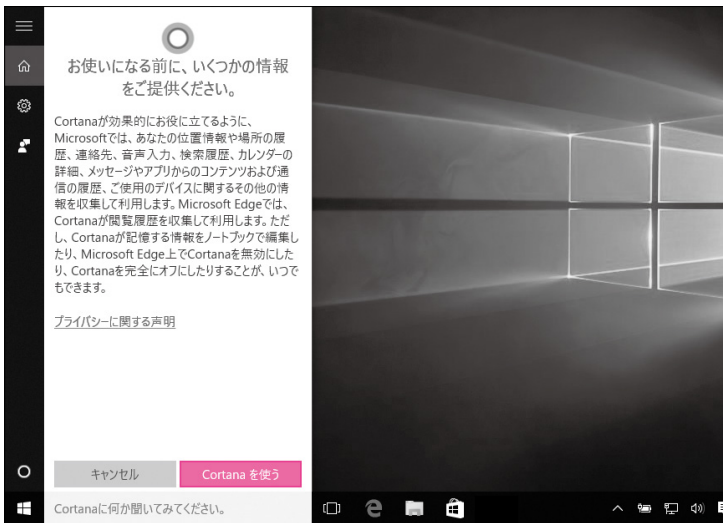 お使いになる前に、いくつかの情報
をご提供ください。
Cortanaが効果的にお役に立てるように、
Microsoftでは、あなたの位置情報や場所の履
歴、連絡先、音声入力、検索履歴、カレンダーの
詳細、メッセージやアプリからのコンテンツおよび通
信の履歴、ご使用のデバイスに関するその他の情
報を収集して利用します。Microsoft Edgeでは、
Cortanaが閲覧履歴を収集して利用します。ただ
し、Cortanaが記憶する情報をノートブックで編集し
たり、Microsoft Edge上でCortanaを無効にした
り、Cortanaを完全にオフにしたりすることが、いつで
もできます。
プライバシーに関する声明
キャンセル
Cortana を使う
Cortanaに何か聞いてみてください。